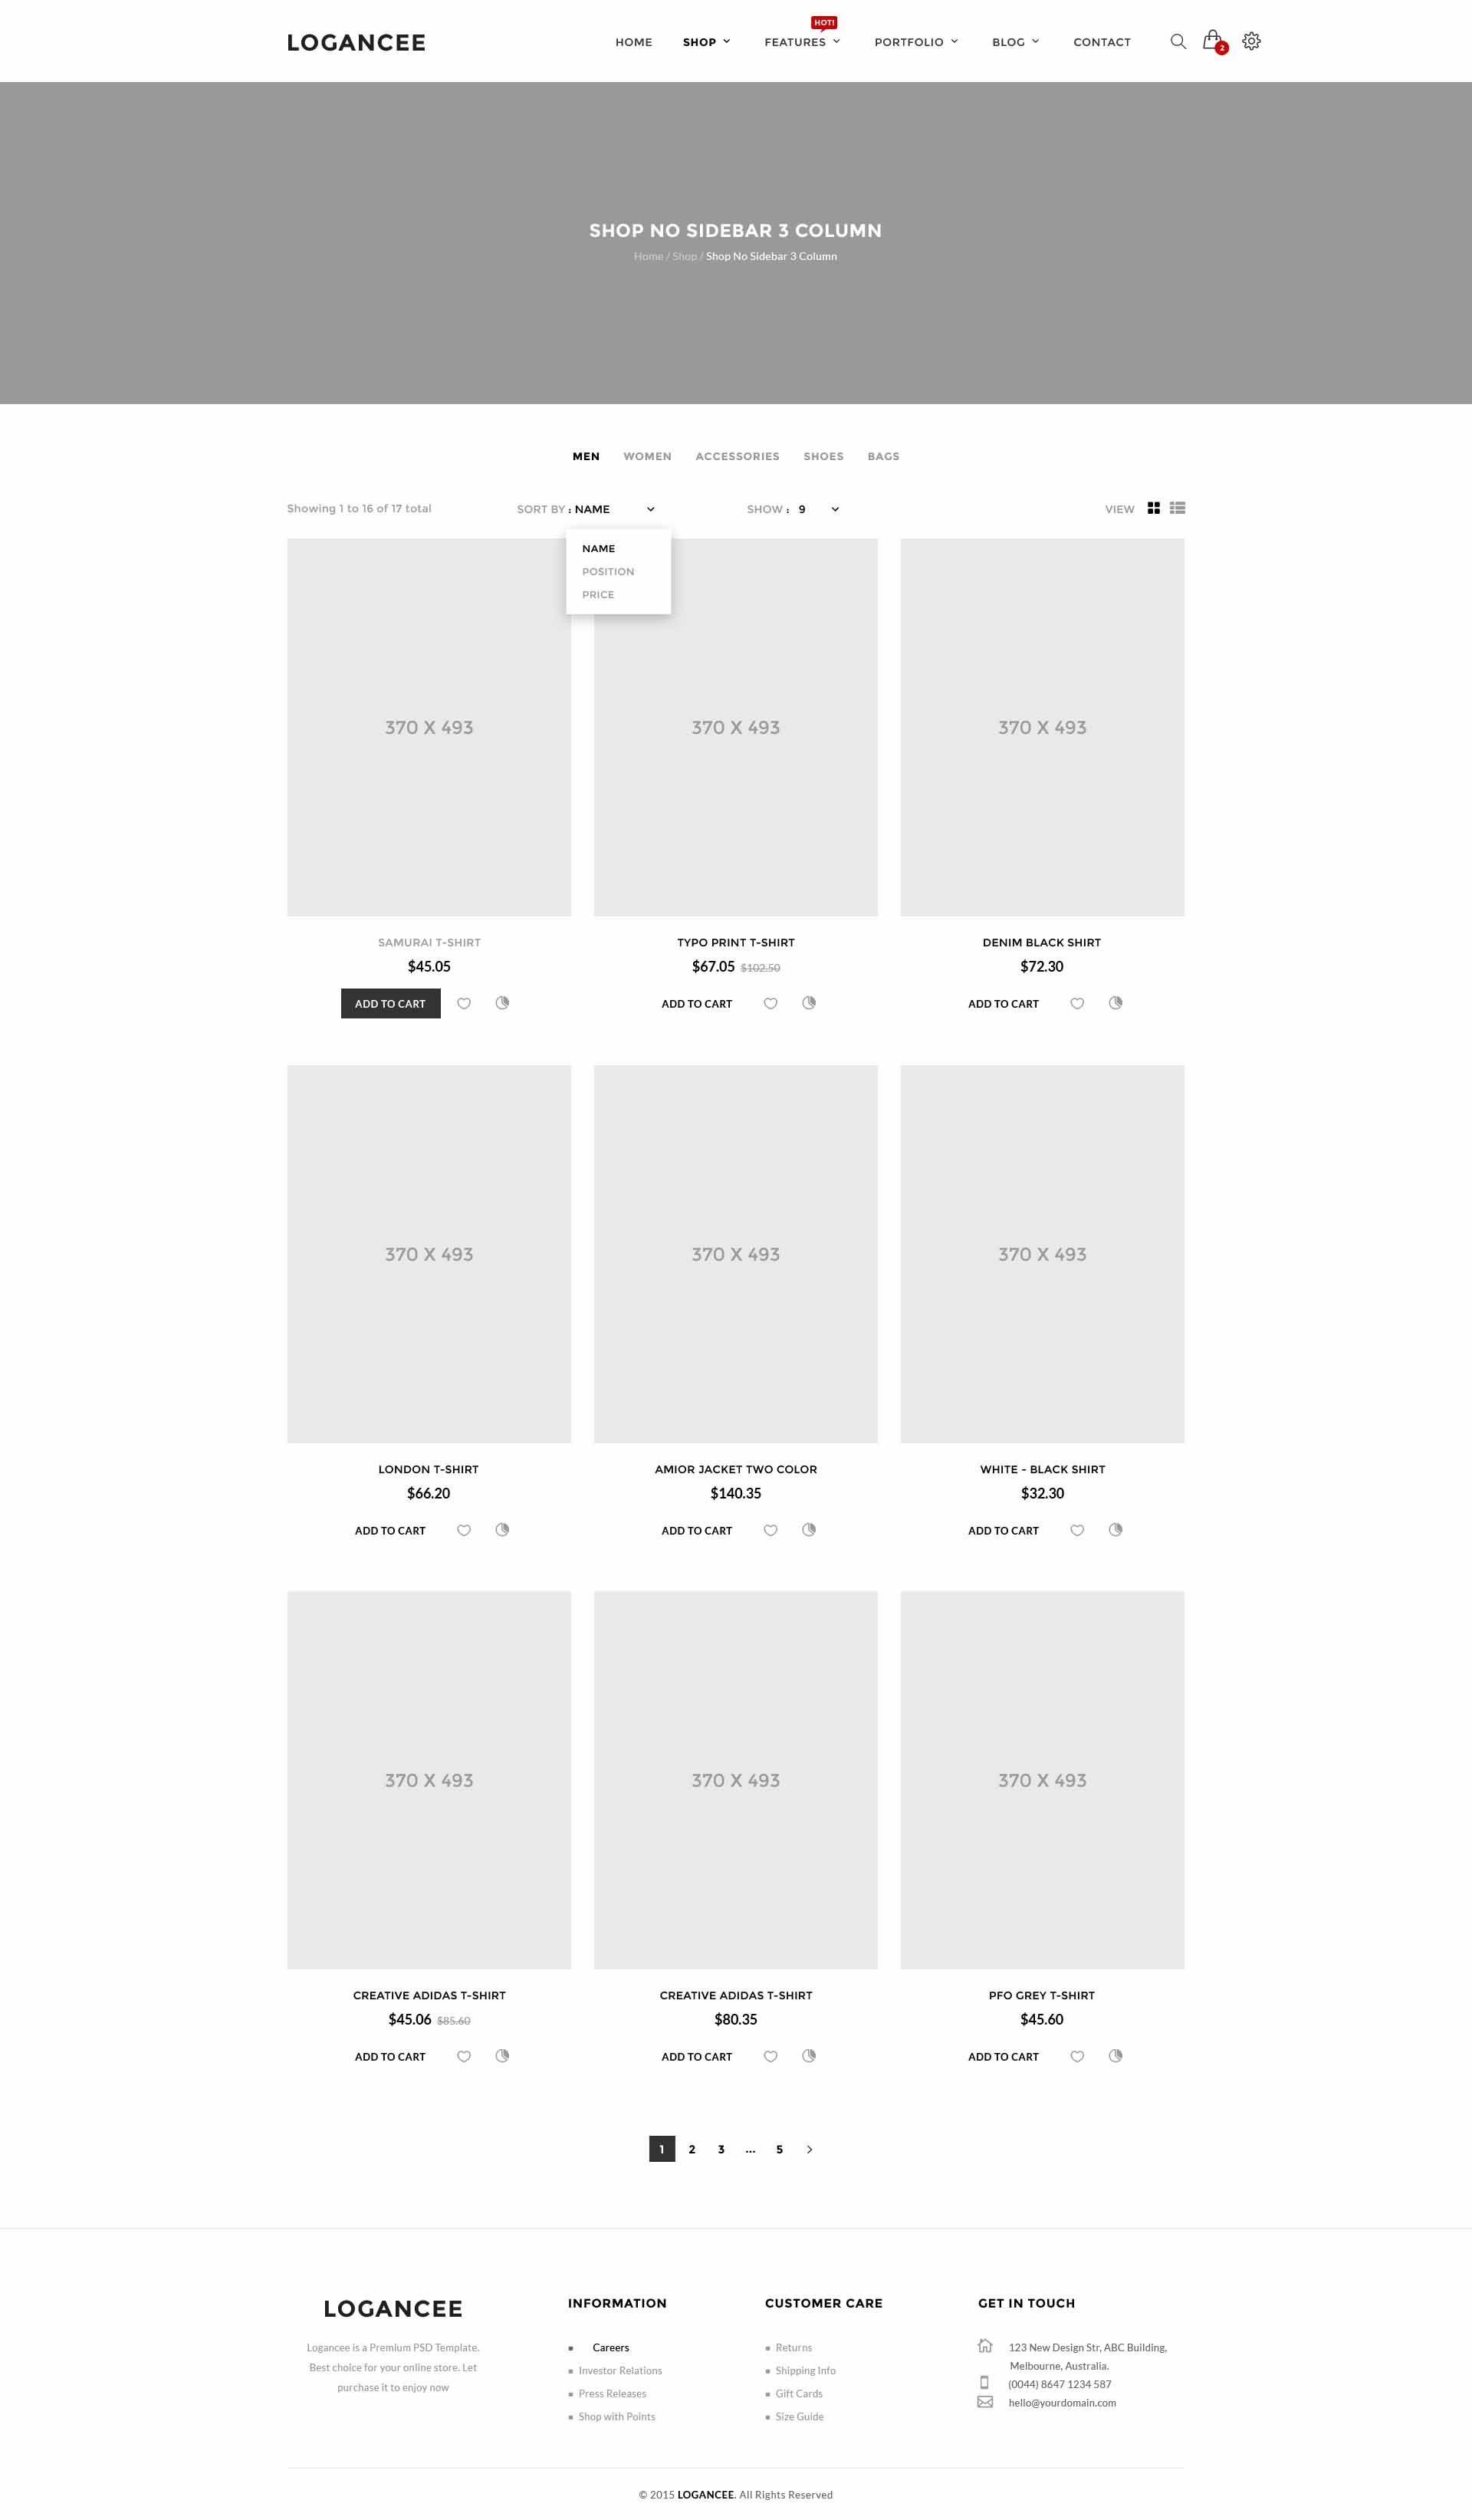 LOGANCEE
HOME SHOP FEATURES HOT! PORTFOLIO BLOG CONTACT 2
SHOP NO SIDEBAR 3 COLUMN
Home / Shop / Shop No Sidebar 3 Column
MEN WOMEN ACCESSORIES SHOES BAGS
Showing 1 to 16 of 17 total SORT BY : NAME SHOW : 9 VIEW
NAME
POSITION
PRICE
370 X 493 370 X 493 370 X 493
SAMURAI T-SHIRT TYPO PRINT T-SHIRT DENIM BLACK SHIRT
$45.05 $67.05 $102.50 $72.30
ADD TO CART ADD TO CART ADD TO CART
370 X 493 370 X 493 370 X 493
LONDON T-SHIRT AMIOR JACKET TWO COLOR WHITE - BLACK SHIRT
$66.20 $140.35 $32.30
ADD TO CART ADD TO CART ADD TO CART
370 X 493 370 X 493 370 X 493
CREATIVE ADIDAS T-SHIRT CREATIVE ADIDAS T-SHIRT PFO GREY T-SHIRT
$45.06 $85.60 $80.35 $45.60
ADD TO CART ADD TO CART ADD TO CART
1 2 3 ... 5
LOGANCEE
Logancee is a Premium PSD Template.
Best choice for your online store. Let
purchase it to enjoy now
INFORMATION
Careers
Investor Relations
Press Releases
Shop with Points
CUSTOMER CARE
Returns
Shipping Info
Gift Cards
Size Guide
GET IN TOUCH
123 New Design Str, ABC Building,
Melbourne, Australia.
(0044) 8647 1234 587
hello@yourdomain.com
© 2015 LOGANCEE. All Rights Reserved